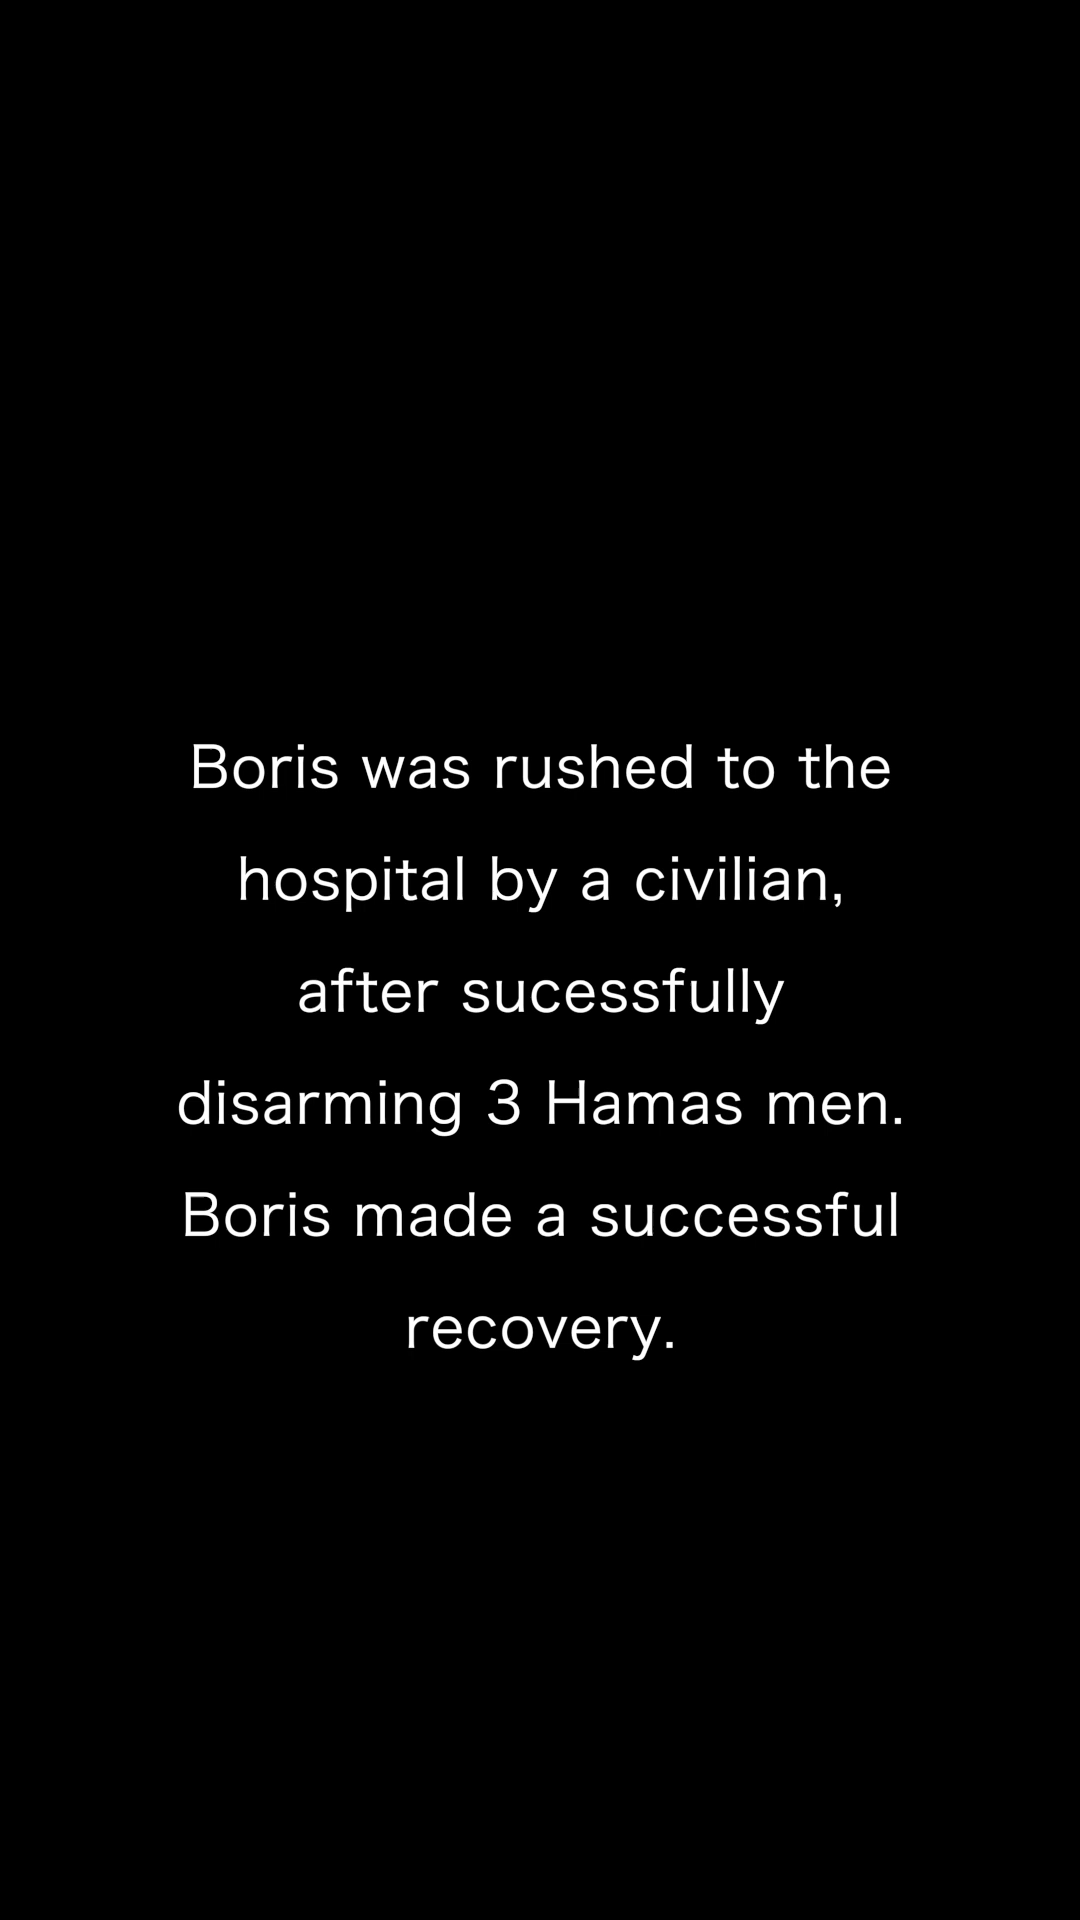 Boris was rushed to the
hospital by a civilian,
after sucessfully
disarming 3 Hamas men.
Boris made a successful
recovery.